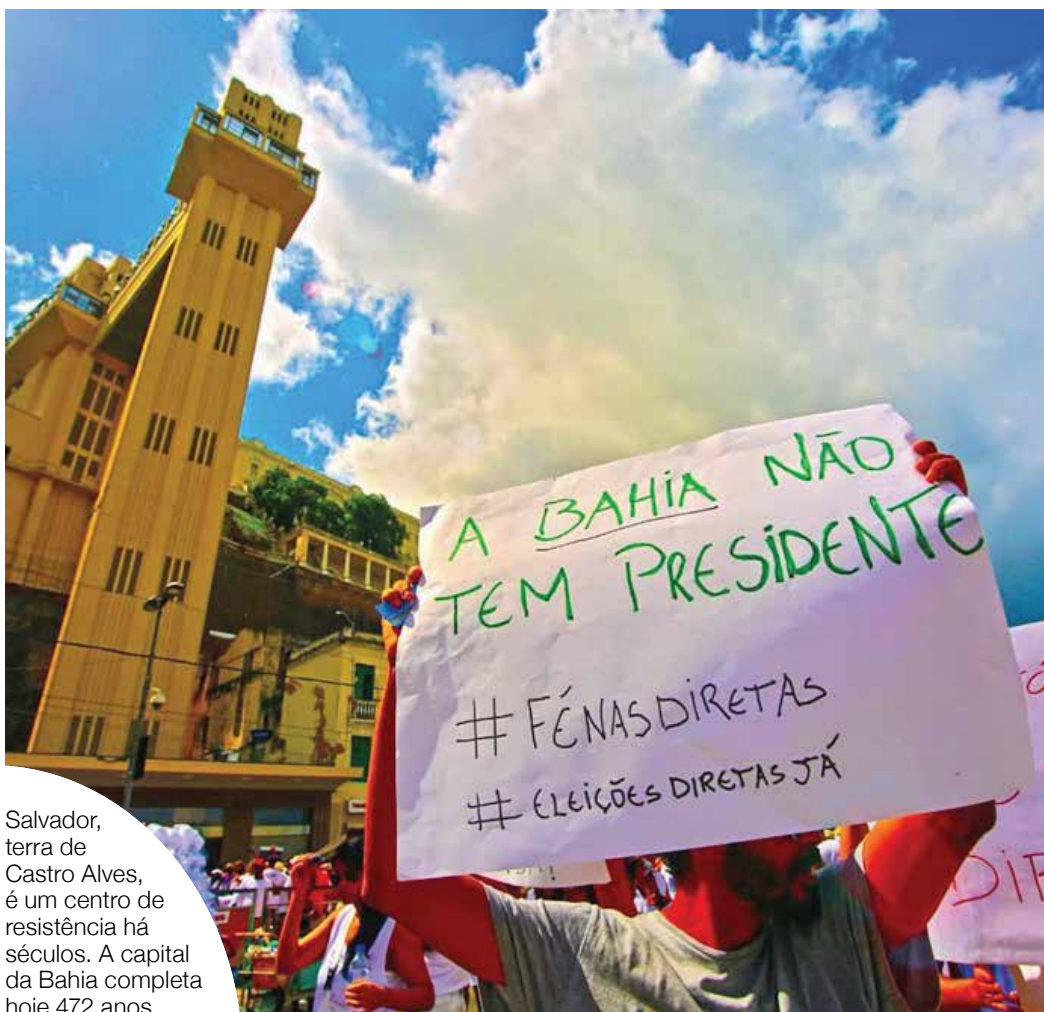 A BAHIA NÃO
TEM PRESIDENTE
# FÉNASDIRETAS
# ELEIÇÕES DIRETAS JÁ
DIR
Salvador,
terra de
Castro Alves,
é um centro de
resistência há
séculos. A capital
da Bahia completa
hoje 472 anos